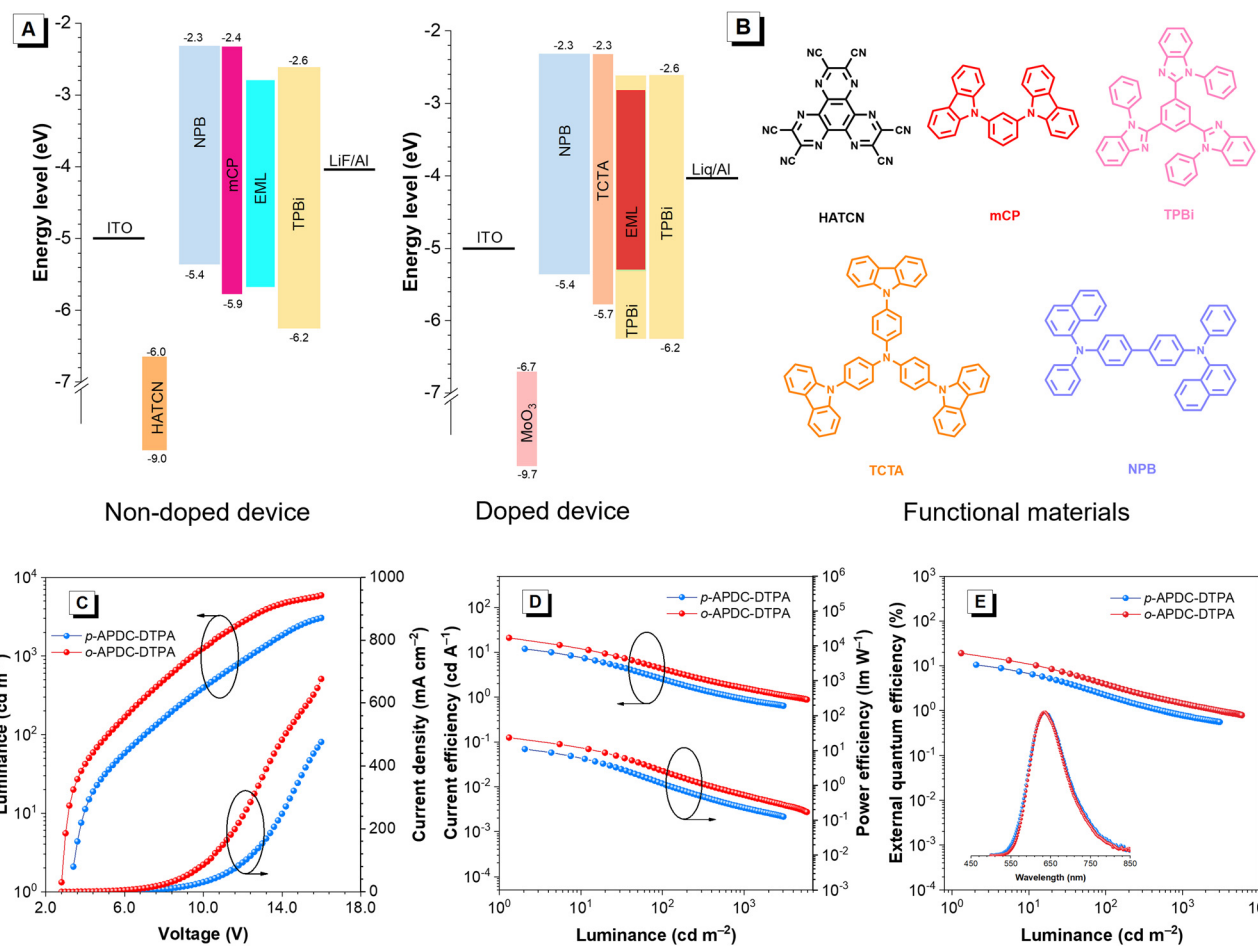 A
-2
-3
-4
-5
-6
-7
Energy level (eV)
ITO
-6.0
HATCN
-9.0
-2.3
NPB
-5.4
-2.4
mCP
-5.9
EML
-2.6
TPBi
-6.2
LiF/Al
-2
-3
-4
-5
-6
-7
Energy level (eV)
ITO
-6.7
MoO3
-9.7
-2.3
NPB
-5.4
-2.3
TCTA
-5.7
EML
TPBi
-2.6
TPBi
-6.2
Liq/Al
B
CN CN
N N
NC N N CN
NC N N CN
CN CN
HATCN
N N
mCP
N N
N N
N N
TPBi
N
N
N N
TCTA
N N
NPB
Non-doped device
Doped device
Functional materials
C
p-APDC-DTPA
o-APDC-DTPA
10^4
10^3
10^2
10^1
10^0
1000
800
600
400
200
0
Current density (mA cm−2)
2.0 6.0 10.0 14.0 18.0
Voltage (V)
D
p-APDC-DTPA
o-APDC-DTPA
Current efficiency (cd A−1)
10^2
10^1
10^0
10^-1
10^-2
10^-3
10^-4
10^6
10^5
10^4
10^3
10^2
10^1
10^0
10^-1
10^-2
10^-3
Power efficiency (lm W−1)
10^0 10^1 10^2 10^3
Luminance (cd m−2)
E
p-APDC-DTPA
o-APDC-DTPA
External quantum efficiency (%)
10^3
10^2
10^1
10^0
10^-1
10^-2
10^-3
10^-4
450 550 650 750 850
Wavelength (nm)
10^0 10^1 10^2 10^3
Luminance (cd m−2)